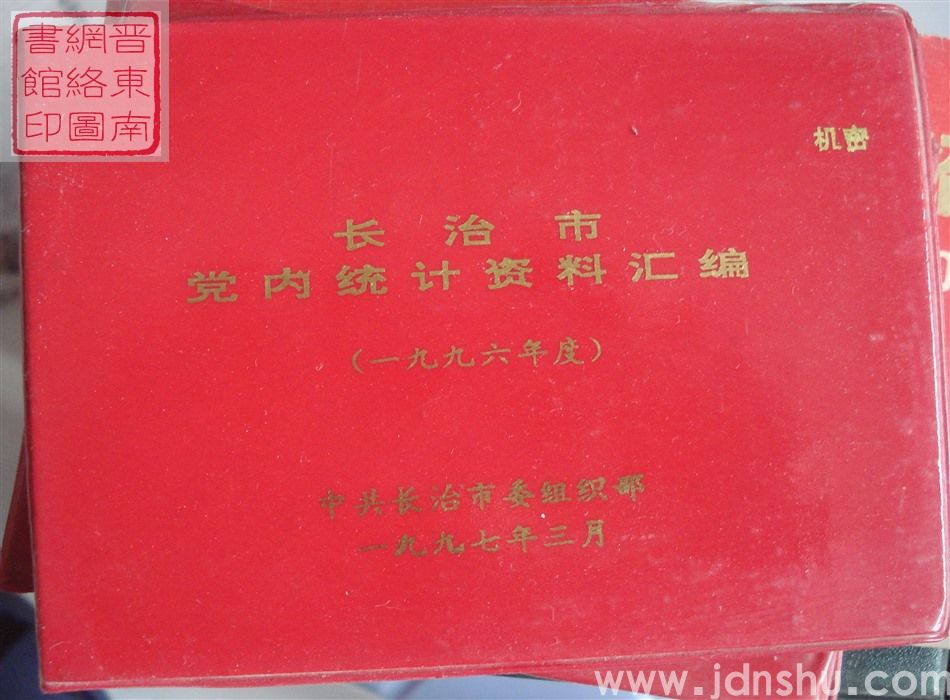 晋東南
網絡圖
書館印
机密
长治市
党内统计资料汇编
（一九九六年度）
中共长治市委组织部
一九九七年三月
www.jdnshu.com